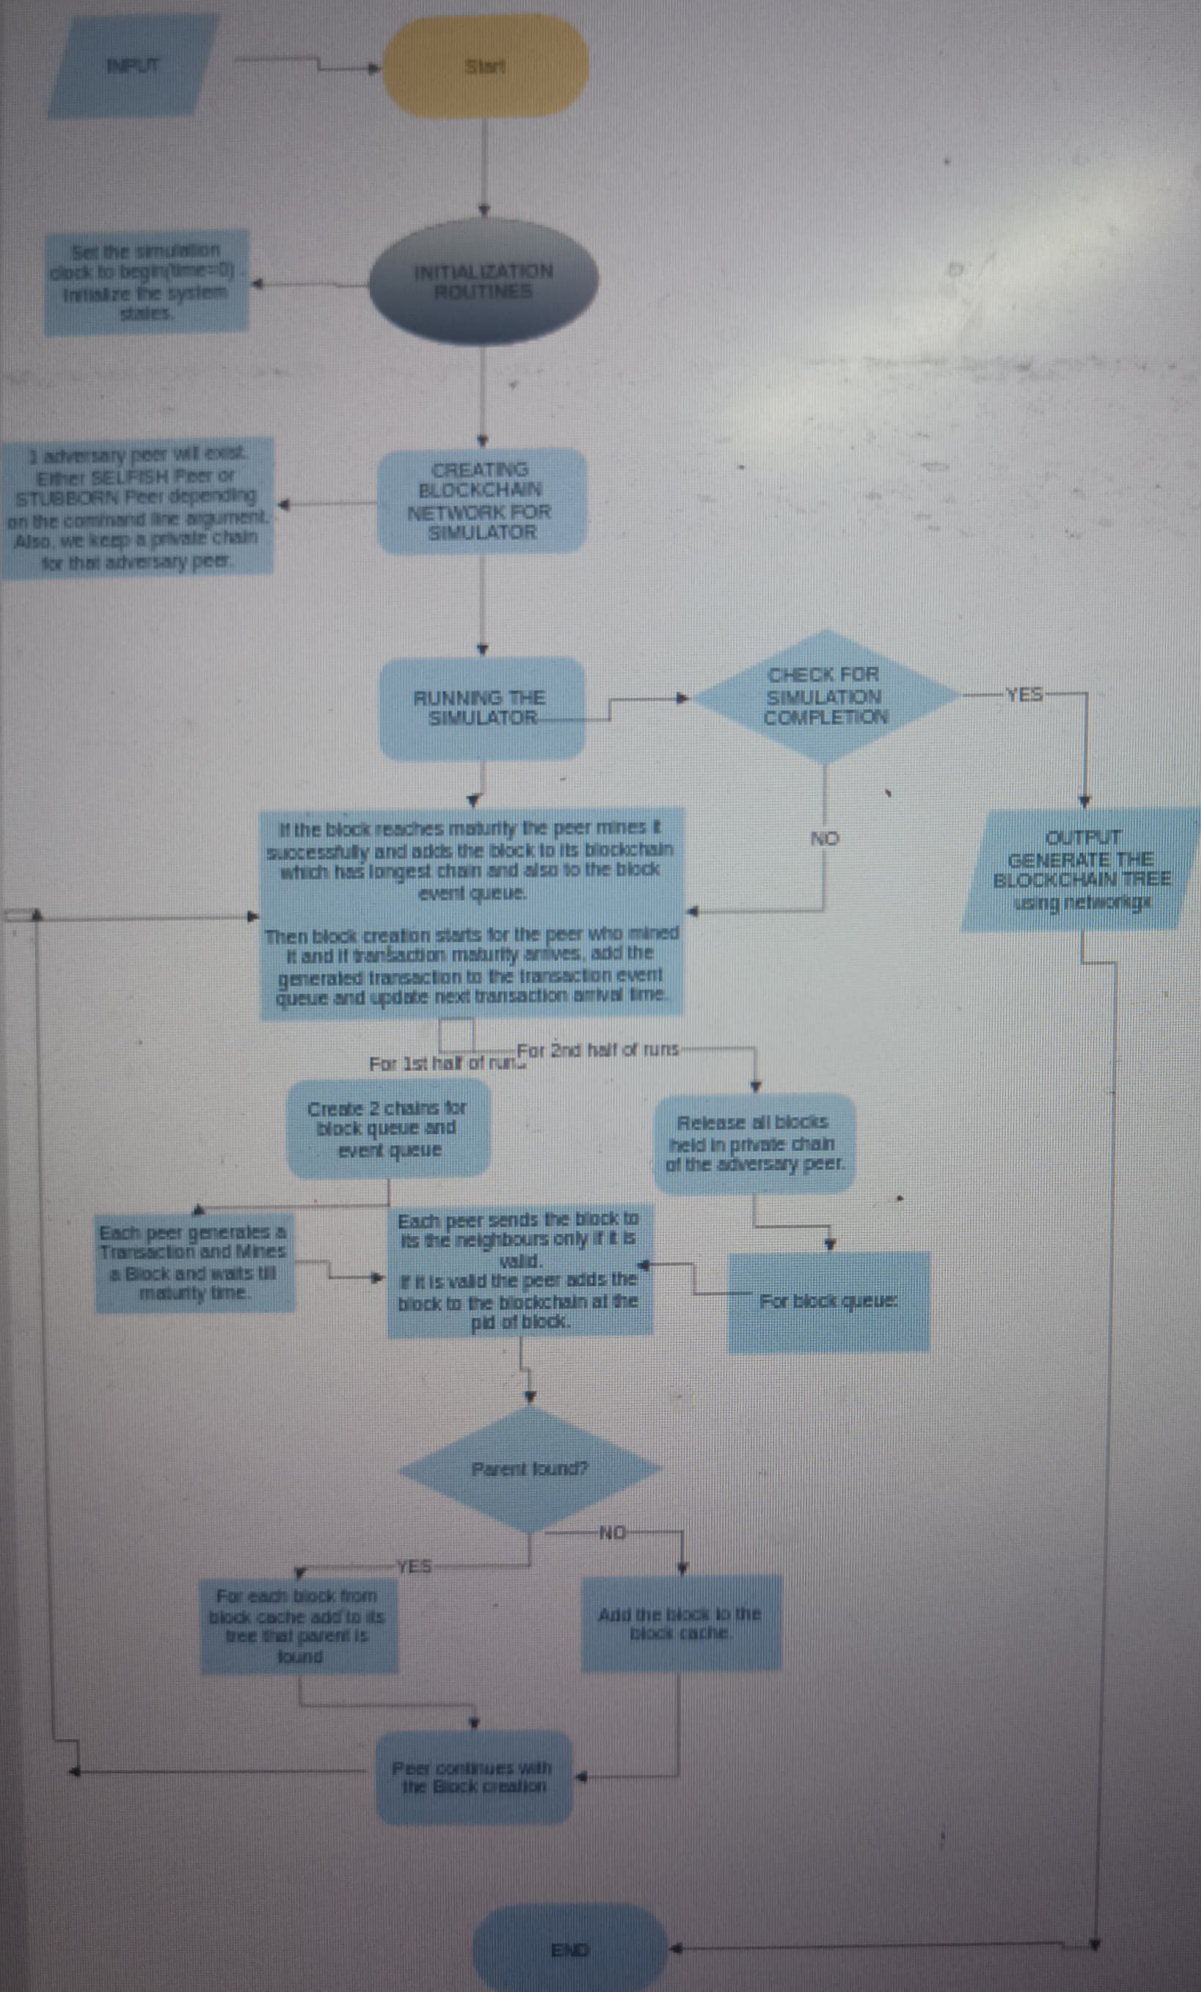 INPUT
Start
Set the simulation
clock to begin(time=0) .
Initialize the system
states.
INITIALIZATION
ROUTINES
1 adversary peer will exist.
Either SELFISH Peer or
STUBBORN Peer depending
on the command line argument.
Also, we keep a private chain
for that adversary peer.
CREATING
BLOCKCHAIN
NETWORK FOR
SIMULATOR
RUNNING THE
SIMULATOR
CHECK FOR
SIMULATION
COMPLETION
YES
NO
If the block reaches maturity the peer mines it
successfully and adds the block to its blockchain
which has longest chain and also to the block
event queue.
Then block creation starts for the peer who mined
it and if transaction maturity arrives, add the
generated transaction to the transaction event
queue and update next transaction arrival time.
OUTPUT
GENERATE THE
BLOCKCHAIN TREE
using networkgx
For 1st half of runs
For 2nd half of runs
Create 2 chains for
block queue and
event queue
Release all blocks
held in private chain
of the adversary peer.
Each peer generates a
Transaction and Mines
a Block and waits till
maturity time.
Each peer sends the block to
its the neighbours only if it is
valid.
If it is valid the peer adds the
block to the blockchain at the
pid of block.
For block queue:
Parent found?
NO
YES
For each block from
block cache add to its
tree that parent is
found
Add the block to the
block cache.
Peer continues with
the Block creation
END